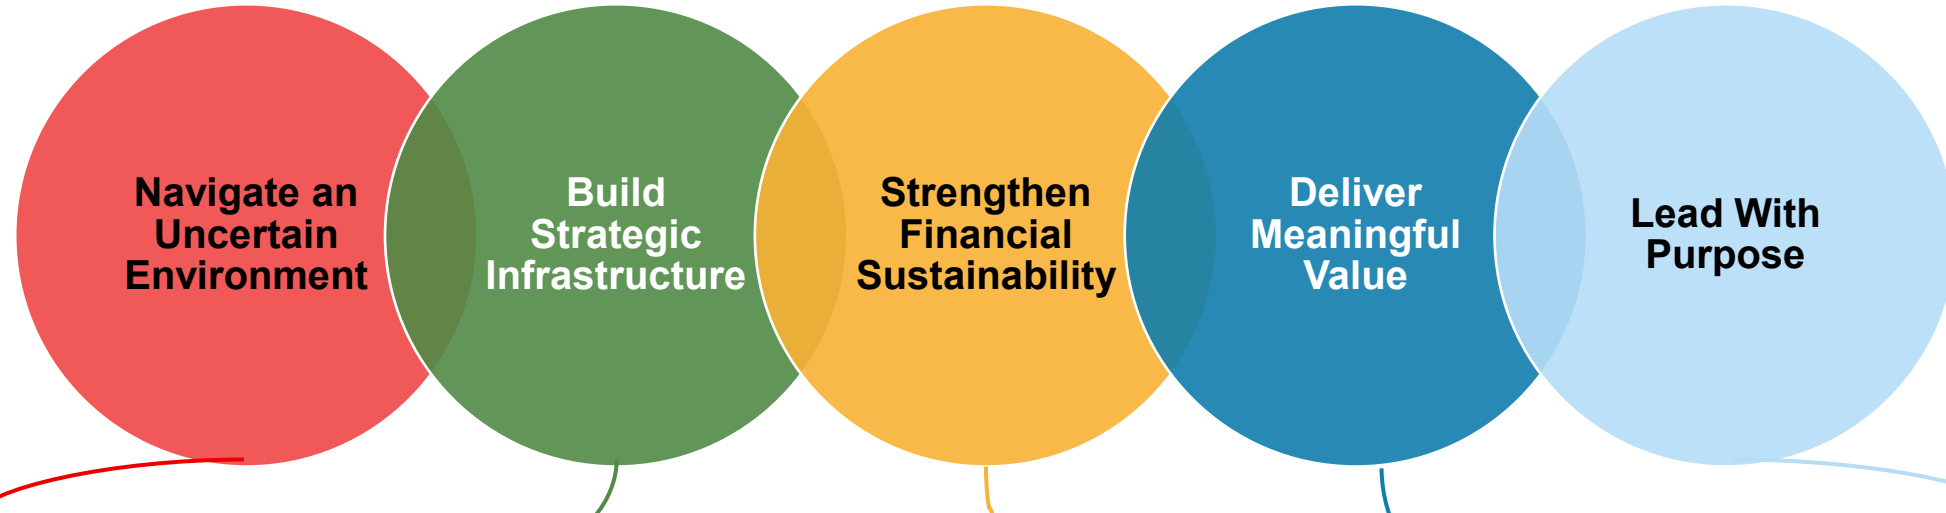 Navigate an
Uncertain
Environment
Build
Strategic
Infrastructure
Strengthen
Financial
Sustainability
Deliver
Meaningful
Value
Lead With
Purpose